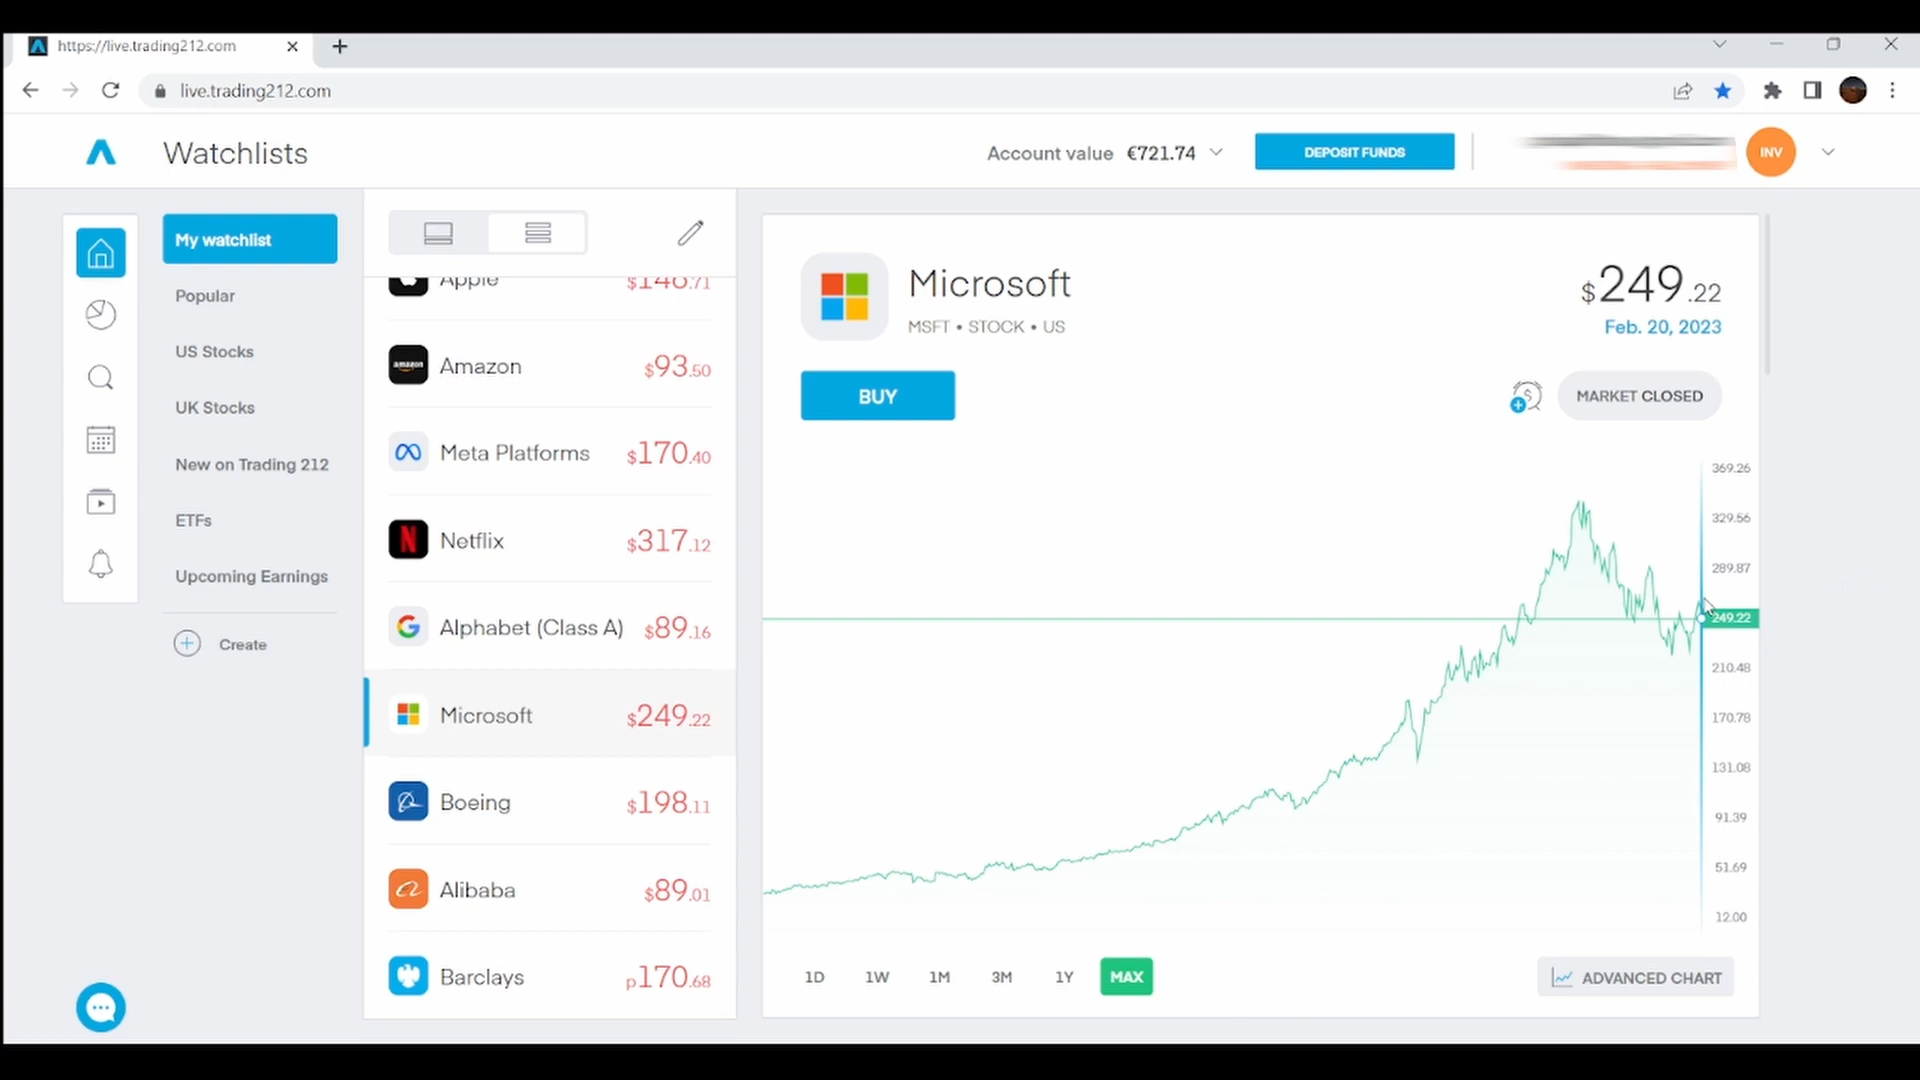 https://live.trading212.com
live.trading212.com
Watchlists
Account value €721.74
DEPOSIT FUNDS
INV
My watchlist
Popular
US Stocks
UK Stocks
New on Trading 212
ETFs
Upcoming Earnings
Create
Apple $146.71
amazon
Amazon $93.50
Meta Platforms $170.40
Netflix $317.12
Alphabet (Class A) $89.16
Microsoft $249.22
Boeing $198.11
Alibaba $89.01
Barclays p170.68
Microsoft
MSFT • STOCK • US
$249.22
Feb. 20, 2023
BUY
MARKET CLOSED
369.26
329.56
289.87
249.22
210.48
170.78
131.08
91.39
51.69
12.00
1D 1W 1M 3M 1Y MAX
ADVANCED CHART